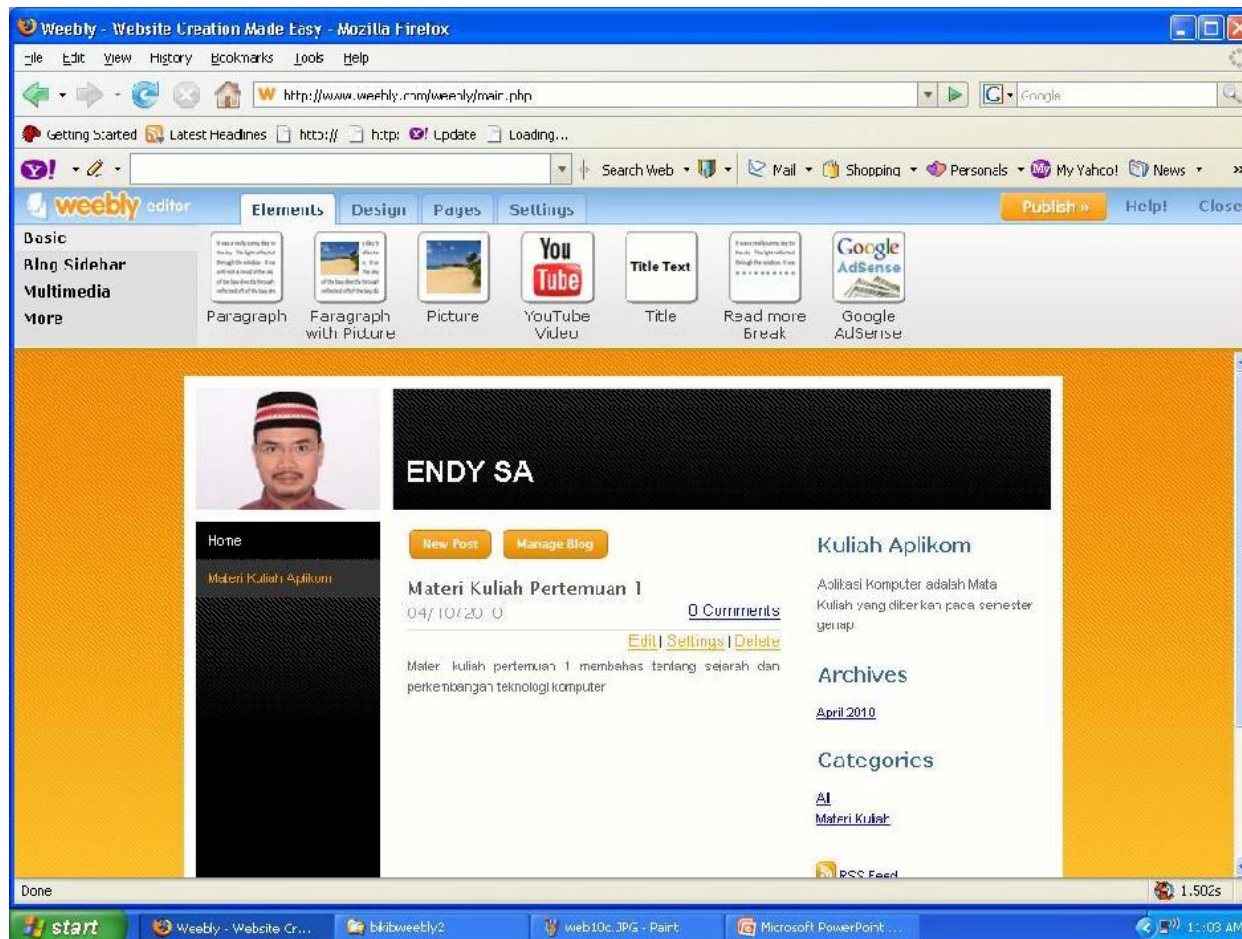 Weebly - Website Creation Made Easy - Mozilla Firefox
File Edit View History Bookmarks Tools Help
http://www.weebly.com/weebly/main.php
Google
Getting Started Latest Headlines http:// http: Update Loading...
Search Web Mail Shopping Personals My Yahoo! News
weebly editor Elements Design Pages Settings Publish » Help! Close
Basic
Blog Sidebar
Multimedia
More
You Tube
Title Text
Google AdSense
Paragraph
Paragraph with Picture
Picture
YouTube Video
Title
Read more Break
Google AdSense
ENDY SA
Home
Materi Kuliah Aplikom
New Post Manage Blog
Materi Kuliah Pertemuan 1
0 Comments
Edit | Settings | Delete
Materi kuliah pertemuan 1 membahas tentang sejarah dan
perkembangan teknologi komputer
Kuliah Aplikom
Aplikasi Komputer adalah Mata
Kuliah yang diberikan pada semester
genap
Archives
April 2010
Categories
All
Materi Kuliah
RSS Feed
Done 1.502s
start Weebly - Website Cr... bikibweebly2 web10c.JPG - Paint Microsoft PowerPoint ... 11:03 AM